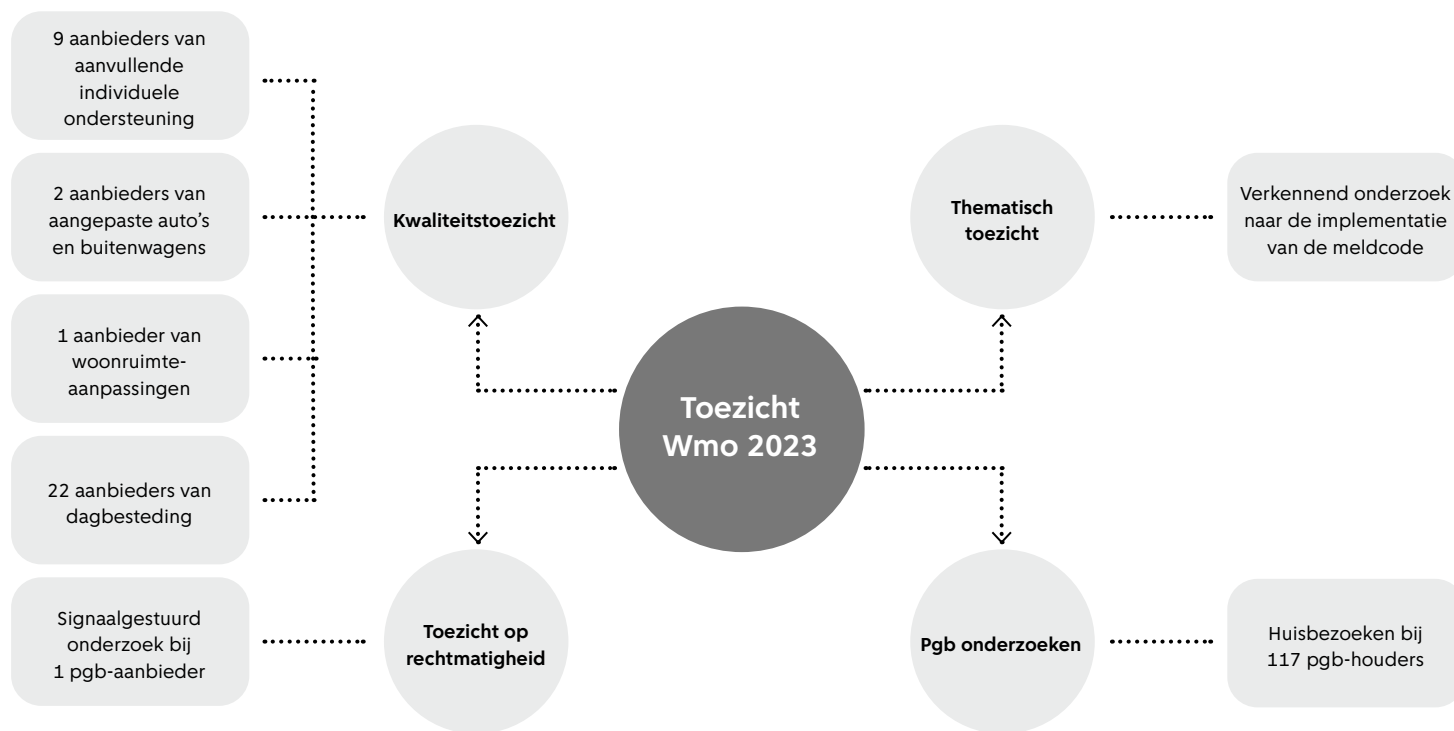 9 aanbieders van
aanvullende
individuele
ondersteuning
2 aanbieders van
aangepaste auto's
en buitenwagens
1 aanbieder van
woonruimte-
aanpassingen
22 aanbieders van
dagbesteding
Signaalgestuurd
onderzoek bij
1 pgb-aanbieder
Kwaliteitstoezicht
Toezicht op
rechtmatigheid
Toezicht
Wmo 2023
Thematisch
toezicht
Pgb onderzoeken
Verkennend onderzoek
naar de implementatie
van de meldcode
Huisbezoeken bij
117 pgb-houders